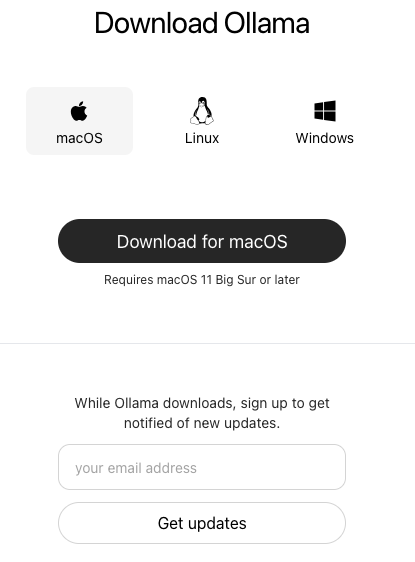 Download Ollama
macOS
Linux
Windows
Download for macOS
Requires macOS 11 Big Sur or later
While Ollama downloads, sign up to get
notified of new updates.
your email address
Get updates